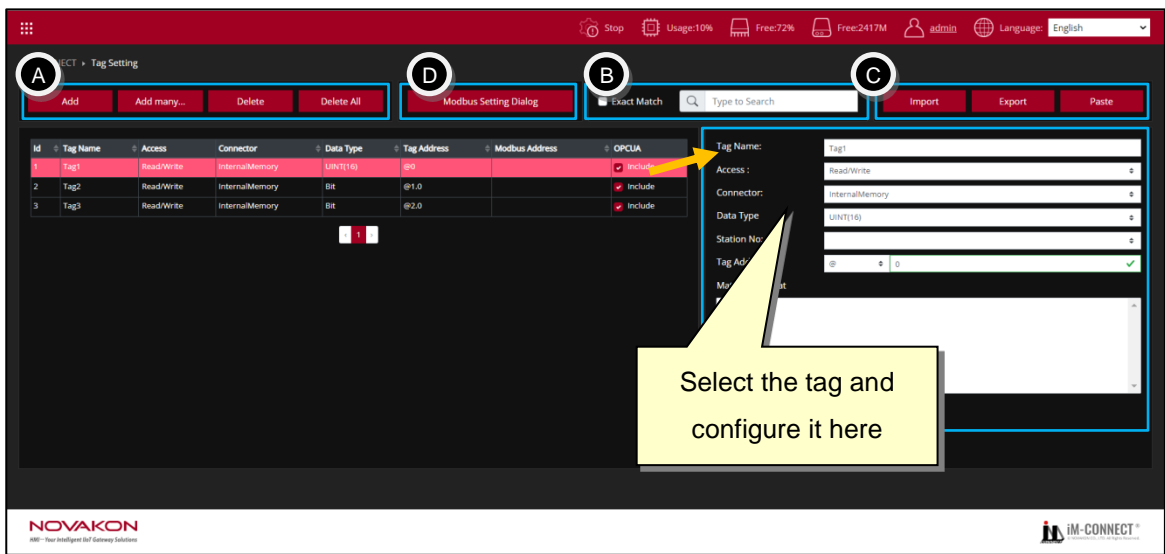 Stop Usage:10% Free:72% Free:2417M admin Language: English
ECT ▸ Tag Setting
A D B C
Add Add many... Delete Delete All Modbus Setting Dialog Exact Match Type to Search Import Export Paste
Id Tag Name Access Connector Data Type Tag Address Modbus Address OPCUA
1 Tag1 Read/Write InternalMemory UINT(16) @0 Include
2 Tag2 Read/Write InternalMemory Bit @1.0 Include
3 Tag3 Read/Write InternalMemory Bit @2.0 Include
‹ 1 ›
Tag Name: Tag1
Access : Read/Write
Connector: InternalMemory
Data Type UINT(16)
Station No:
Tag Add @ 0
Select the tag and
configure it here
NOVAKON
HMI—Your Intelligent IIoT Gateway Solutions
iM-CONNECT®